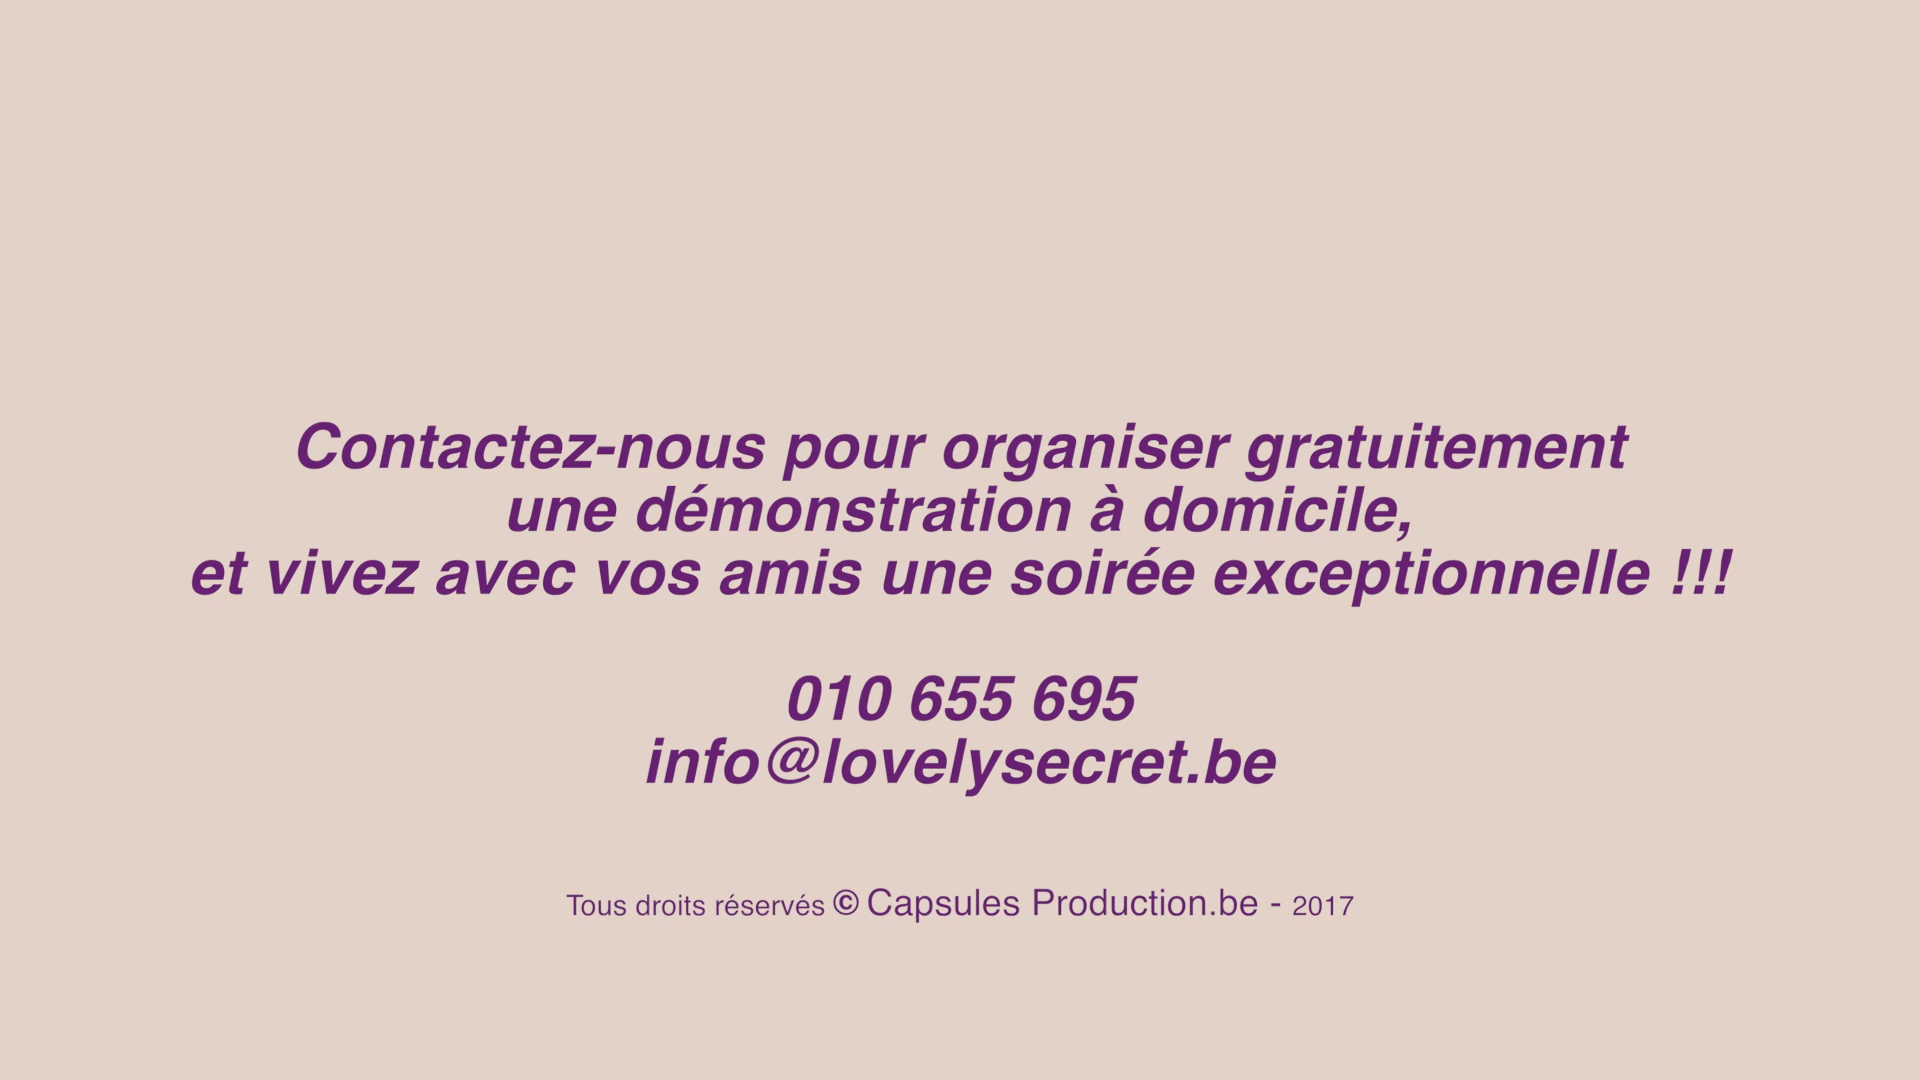 Contactez-nous pour organiser gratuitement
une démonstration à domicile,
et vivez avec vos amis une soirée exceptionnelle !!!
010 655 695
info@lovelysecret.be
Tous droits réservés © Capsules Production.be - 2017